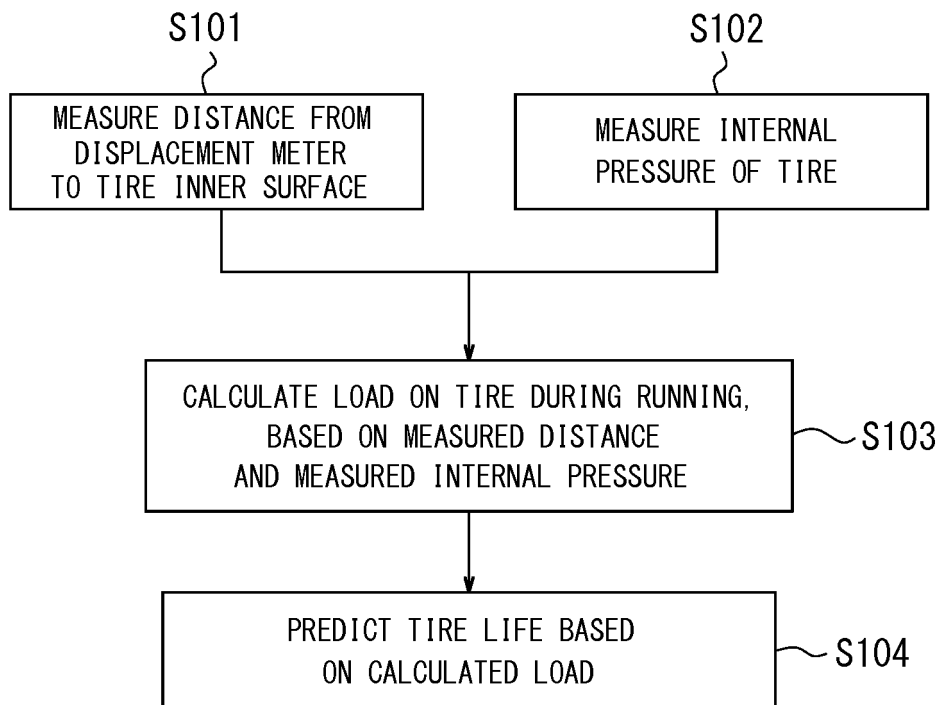 S101
S102
MEASURE DISTANCE FROM
DISPLACEMENT METER
TO TIRE INNER SURFACE
MEASURE INTERNAL
PRESSURE OF TIRE
CALCULATE LOAD ON TIRE DURING RUNNING,
BASED ON MEASURED DISTANCE
AND MEASURED INTERNAL PRESSURE
S103
PREDICT TIRE LIFE BASED
ON CALCULATED LOAD
S104